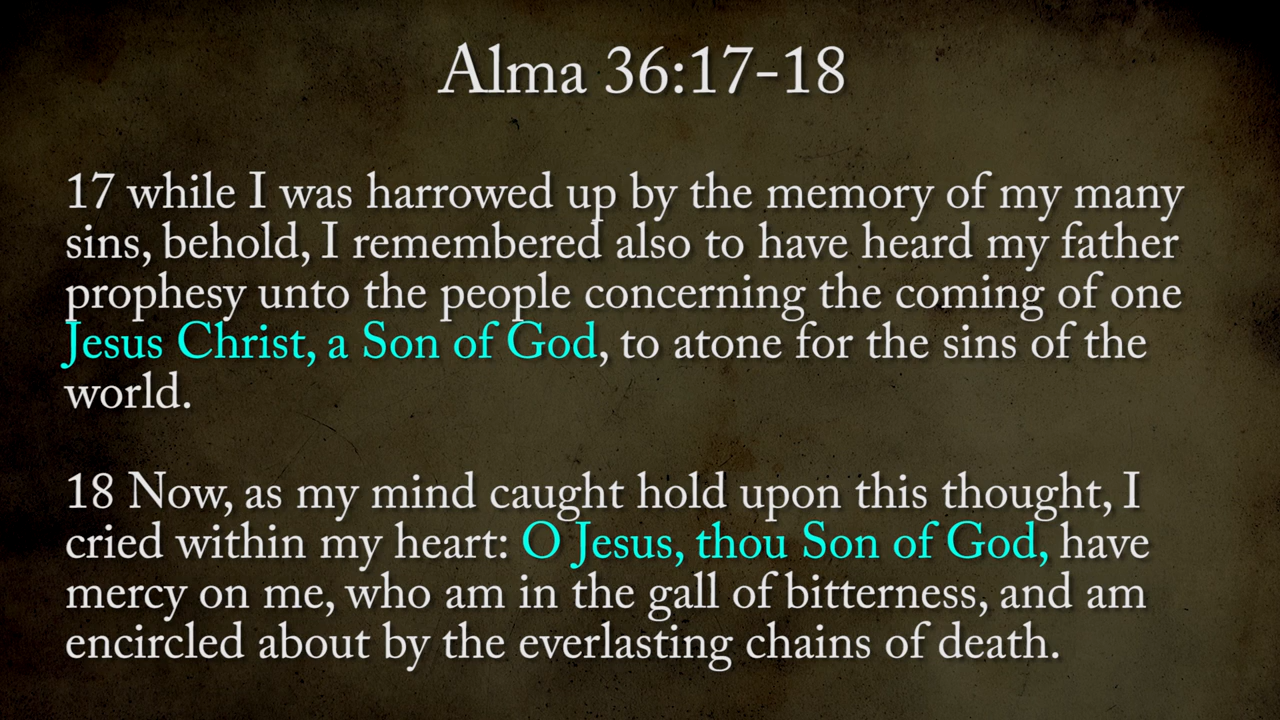 Alma 36:17-18
17 while I was harrowed up by the memory of my many
sins, behold, I remembered also to have heard my father
prophesy unto the people concerning the coming of one
Jesus Christ, a Son of God, to atone for the sins of the
world.
18 Now, as my mind caught hold upon this thought, I
cried within my heart: O Jesus, thou Son of God, have
mercy on me, who am in the gall of bitterness, and am
encircled about by the everlasting chains of death.